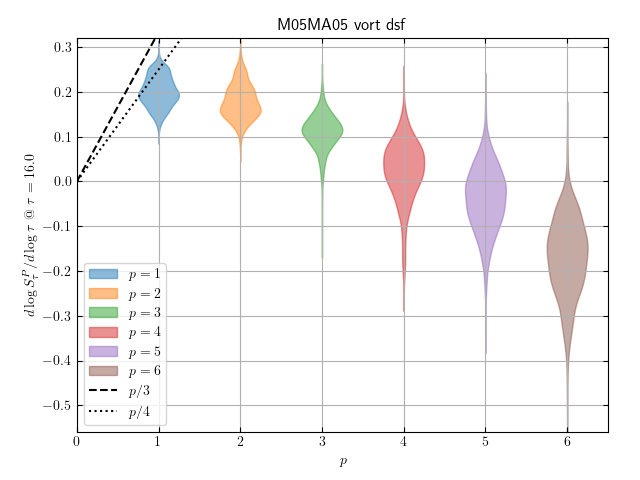 M05MA05 vort dsf
d log S_τ^P / d log τ @ τ = 16.0
0.3
0.2
0.1
0.0
−0.1
−0.2
−0.3
−0.4
−0.5
p = 1
p = 2
p = 3
p = 4
p = 5
p = 6
p/3
p/4
0 1 2 3 4 5 6
p